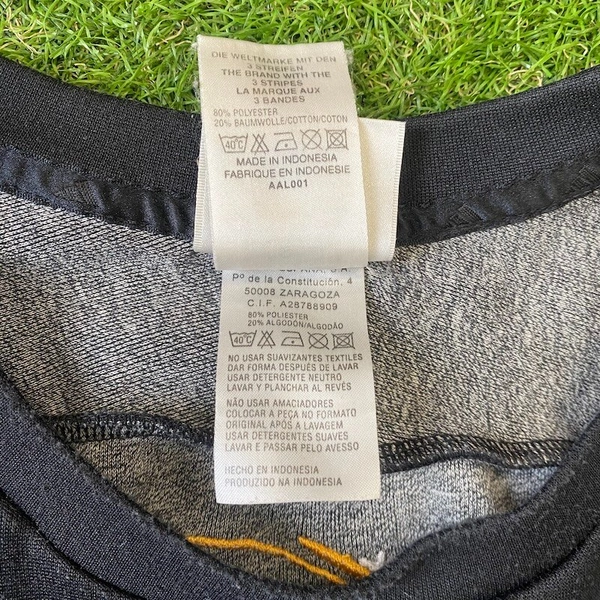 DIE WELTMARKE MIT DEN
3 STREIFEN
THE BRAND WITH THE
3 STRIPES
LA MARQUE AUX
3 BANDES
80% POLYESTER
20% BAUMWOLLE/COTTON/COTON
40°C
MADE IN INDONESIA
FABRIQUE EN INDONESIE
AAL001
ESPAÑA, S.A.
Pº de la Constitución, 4
50008 ZARAGOZA
C.I.F. A28788909
80% POLIESTER
20% ALGODÓN/ALGODÃO
40°C
NO USAR SUAVIZANTES TEXTILES
DAR FORMA DESPUÉS DE LAVAR
USAR DETERGENTE NEUTRO
LAVAR Y PLANCHAR AL REVÉS
NÃO USAR AMACIADORES
COLOCAR A PEÇA NO FORMATO
ORIGINAL APÓS A LAVAGEM
USAR DETERGENTES SUAVES
LAVAR E PASSAR PELO AVESSO
HECHO EN INDONESIA
PRODUZIDO NA INDONESIA